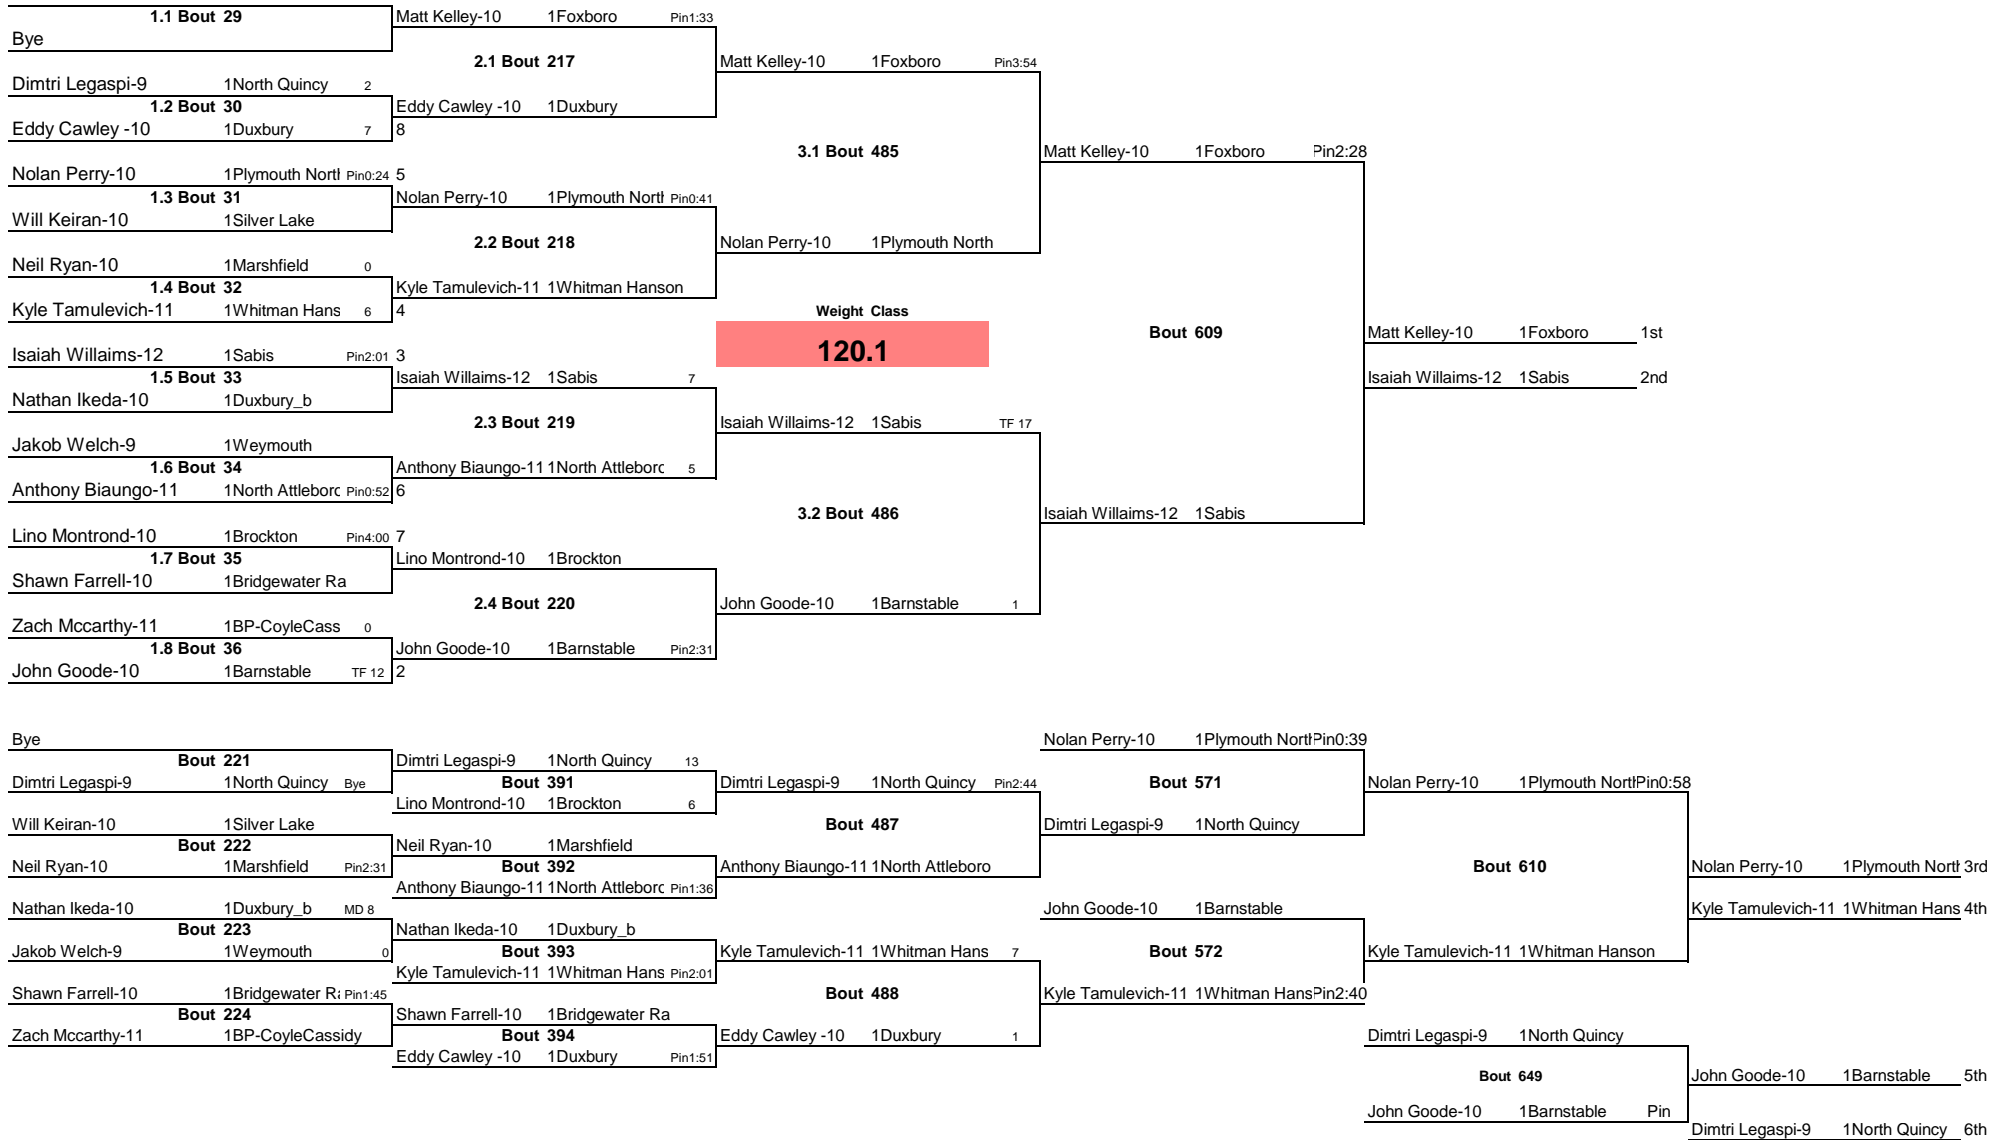 1.1 Bout 29 Matt Kelley-10 1Foxboro Pin1:33
Bye
2.1 Bout 217 Matt Kelley-10 1Foxboro Pin3:54
Dimtri Legaspi-9 1North Quincy 2
1.2 Bout 30 Eddy Cawley -10 1Duxbury
Eddy Cawley -10 1Duxbury 7 8
3.1 Bout 485 Matt Kelley-10 1Foxboro Pin2:28
Nolan Perry-10 1Plymouth North Pin0:24 5
1.3 Bout 31 Nolan Perry-10 1Plymouth North Pin0:41
Will Keiran-10 1Silver Lake
2.2 Bout 218 Nolan Perry-10 1Plymouth North
Neil Ryan-10 1Marshfield 0
1.4 Bout 32 Kyle Tamulevich-11 1Whitman Hanson
Kyle Tamulevich-11 1Whitman Hans 6 4 Weight Class
Bout 609 Matt Kelley-10 1Foxboro 1st
Isaiah Willaims-12 1Sabis Pin2:01 3 120.1
1.5 Bout 33 Isaiah Willaims-12 1Sabis 7 Isaiah Willaims-12 1Sabis 2nd
Nathan Ikeda-10 1Duxbury_b
2.3 Bout 219 Isaiah Willaims-12 1Sabis TF 17
Jakob Welch-9 1Weymouth
1.6 Bout 34 Anthony Biaungo-11 1North Attleboro 5
Anthony Biaungo-11 1North Attleboro Pin0:52 6
3.2 Bout 486 Isaiah Willaims-12 1Sabis
Lino Montrond-10 1Brockton Pin4:00 7
1.7 Bout 35 Lino Montrond-10 1Brockton
Shawn Farrell-10 1Bridgewater Ra
2.4 Bout 220 John Goode-10 1Barnstable 1
Zach Mccarthy-11 1BP-CoyleCass 0
1.8 Bout 36 John Goode-10 1Barnstable Pin2:31
John Goode-10 1Barnstable TF 12 2
Bye Nolan Perry-10 1Plymouth North Pin0:39
Bout 221 Dimtri Legaspi-9 1North Quincy 13
Dimtri Legaspi-9 1North Quincy Bye Bout 391 Dimtri Legaspi-9 1North Quincy Pin2:44 Bout 571 Nolan Perry-10 1Plymouth North Pin0:58
Lino Montrond-10 1Brockton 6
Will Keiran-10 1Silver Lake Bout 487 Dimtri Legaspi-9 1North Quincy
Bout 222 Neil Ryan-10 1Marshfield
Neil Ryan-10 1Marshfield Pin2:31 Bout 392 Anthony Biaungo-11 1North Attleboro Bout 610 Nolan Perry-10 1Plymouth North 3rd
Anthony Biaungo-11 1North Attleboro Pin1:36
Nathan Ikeda-10 1Duxbury_b MD 8 John Goode-10 1Barnstable Kyle Tamulevich-11 1Whitman Hans 4th
Bout 223 Nathan Ikeda-10 1Duxbury_b
Jakob Welch-9 1Weymouth 0 Bout 393 Kyle Tamulevich-11 1Whitman Hans 7 Bout 572 Kyle Tamulevich-11 1Whitman Hanson
Kyle Tamulevich-11 1Whitman Hans Pin2:01
Shawn Farrell-10 1Bridgewater Ra Pin1:45 Bout 488 Kyle Tamulevich-11 1Whitman Hans Pin2:40
Bout 224 Shawn Farrell-10 1Bridgewater Ra
Zach Mccarthy-11 1BP-CoyleCassidy Bout 394 Eddy Cawley -10 1Duxbury 1 Dimtri Legaspi-9 1North Quincy
Eddy Cawley -10 1Duxbury Pin1:51
Bout 649 John Goode-10 1Barnstable 5th
John Goode-10 1Barnstable Pin
Dimtri Legaspi-9 1North Quincy 6th